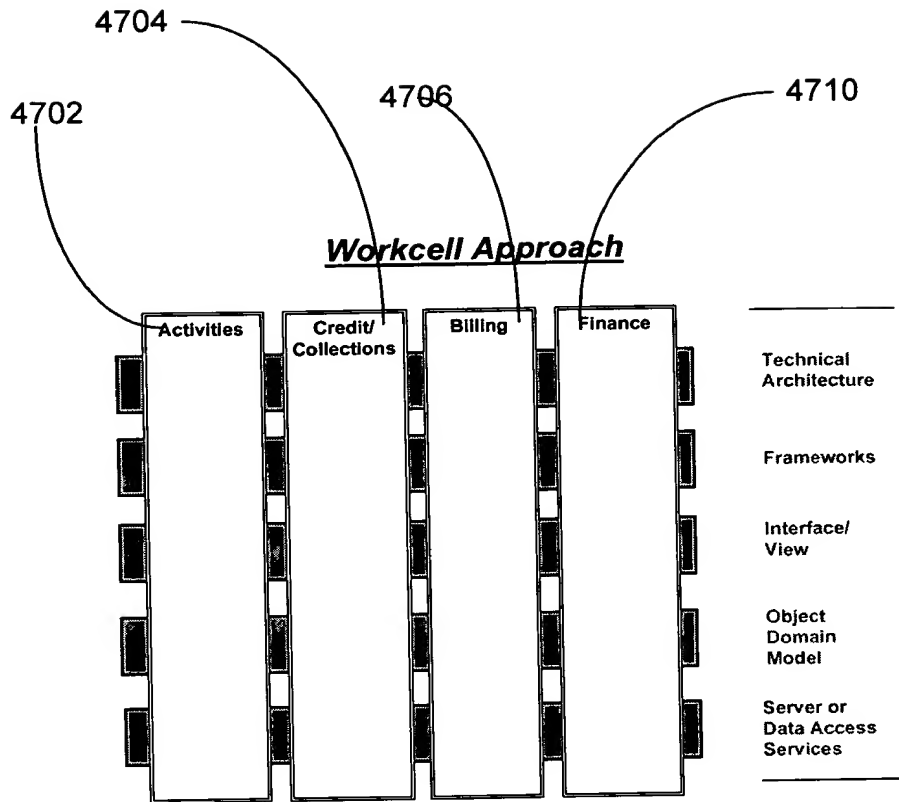 4704
4702
4706
4710
Workcell Approach
Activities
Credit/
Collections
Billing
Finance
Technical
Architecture
Frameworks
Interface/
View
Object
Domain
Model
Server or
Data Access
Services